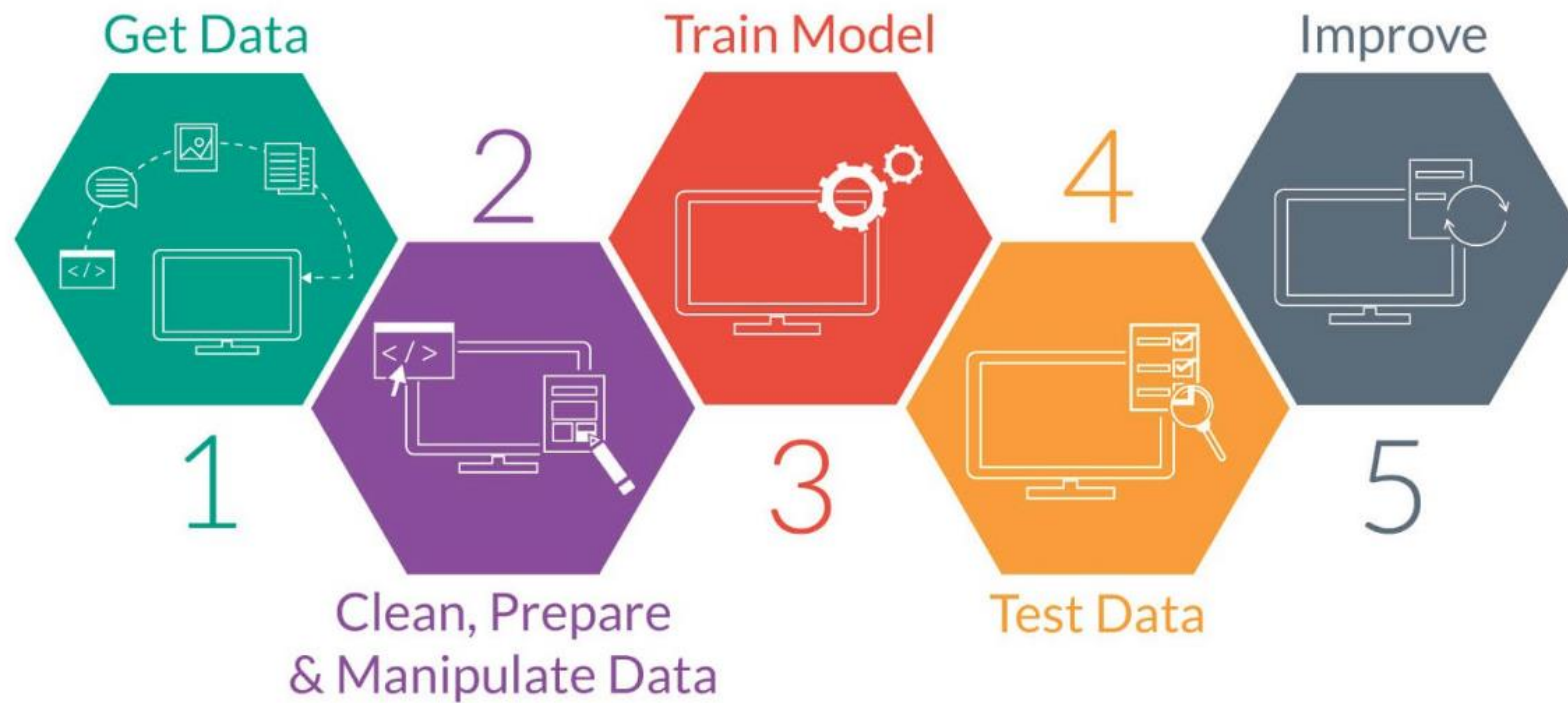 Get Data
1
2
Clean, Prepare
& Manipulate Data
Train Model
3
4
Test Data
Improve
5
</>
</>